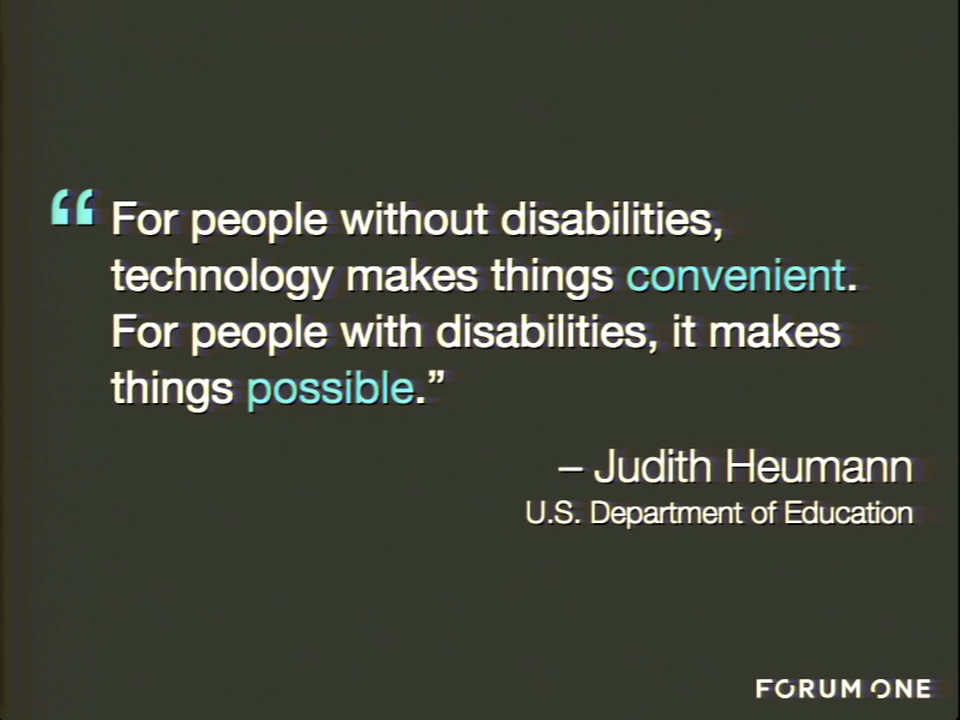 “For people without disabilities,
technology makes things convenient.
For people with disabilities, it makes
things possible.”
– Judith Heumann
U.S. Department of Education
FORUM ONE